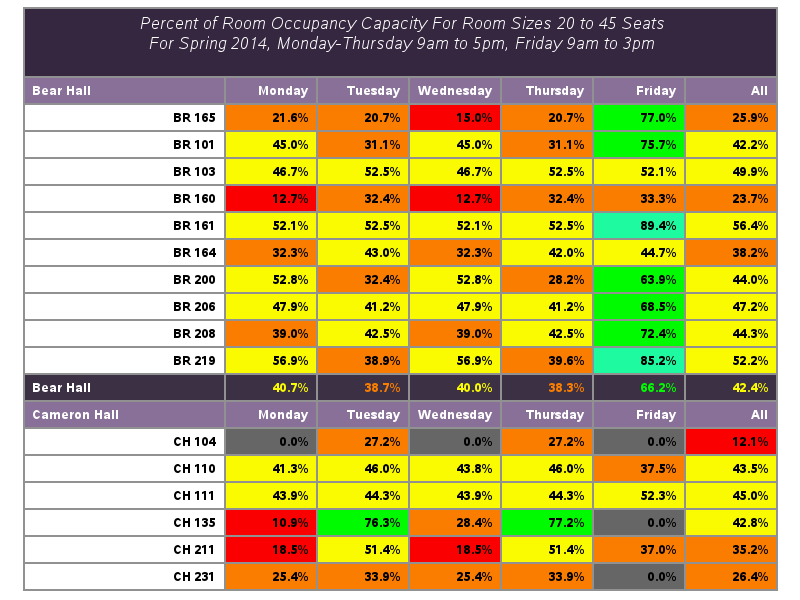 Percent of Room Occupancy Capacity For Room Sizes 20 to 45 Seats
For Spring 2014, Monday-Thursday 9am to 5pm, Friday 9am to 3pm
Bear Hall Monday Tuesday Wednesday Thursday Friday All
BR 165 21.6% 20.7% 15.0% 20.7% 77.0% 25.9%
BR 101 45.0% 31.1% 45.0% 31.1% 75.7% 42.2%
BR 103 46.7% 52.5% 46.7% 52.5% 52.1% 49.9%
BR 160 12.7% 32.4% 12.7% 32.4% 33.3% 23.7%
BR 161 52.1% 52.5% 52.1% 52.5% 89.4% 56.4%
BR 164 32.3% 43.0% 32.3% 42.0% 44.7% 38.2%
BR 200 52.8% 32.4% 52.8% 28.2% 63.9% 44.0%
BR 206 47.9% 41.2% 47.9% 41.2% 68.5% 47.2%
BR 208 39.0% 42.5% 39.0% 42.5% 72.4% 44.3%
BR 219 56.9% 38.9% 56.9% 39.6% 85.2% 52.2%
Bear Hall 40.7% 38.7% 40.0% 38.3% 66.2% 42.4%
Cameron Hall Monday Tuesday Wednesday Thursday Friday All
CH 104 0.0% 27.2% 0.0% 27.2% 0.0% 12.1%
CH 110 41.3% 46.0% 43.8% 46.0% 37.5% 43.5%
CH 111 43.9% 44.3% 43.9% 44.3% 52.3% 45.0%
CH 135 10.9% 76.3% 28.4% 77.2% 0.0% 42.8%
CH 211 18.5% 51.4% 18.5% 51.4% 37.0% 35.2%
CH 231 25.4% 33.9% 25.4% 33.9% 0.0% 26.4%